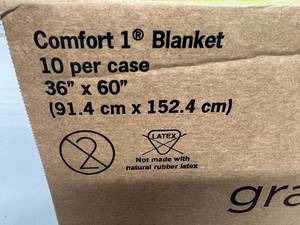 Comfort 1® Blanket
10 per case
36” x 60”
(91.4 cm x 152.4 cm)
2
LATEX
Not made with
natural rubber latex
gra